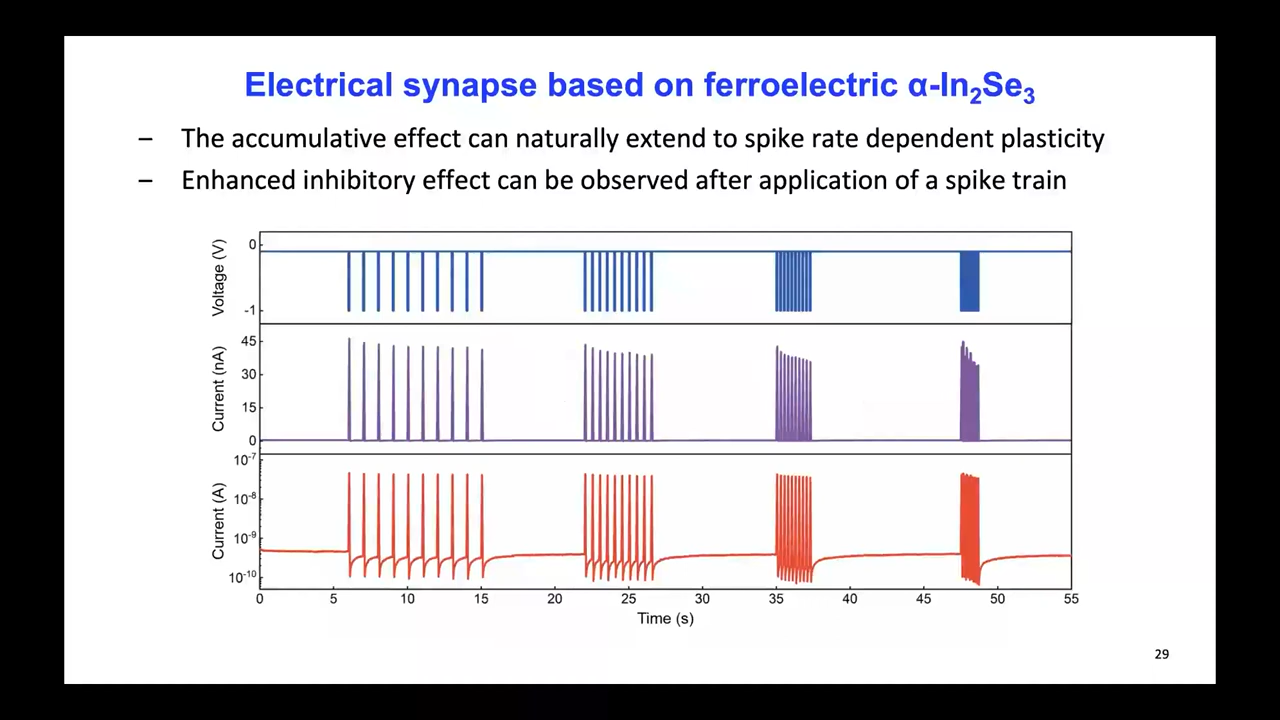 Electrical synapse based on ferroelectric α-In₂Se₃
– The accumulative effect can naturally extend to spike rate dependent plasticity
– Enhanced inhibitory effect can be observed after application of a spike train
Voltage (V)
0
-1
Current (nA)
45
30
15
0
Current (A)
10⁻⁷
10⁻⁸
10⁻⁹
10⁻¹⁰
0 5 10 15 20 25 30 35 40 45 50 55
Time (s)
29